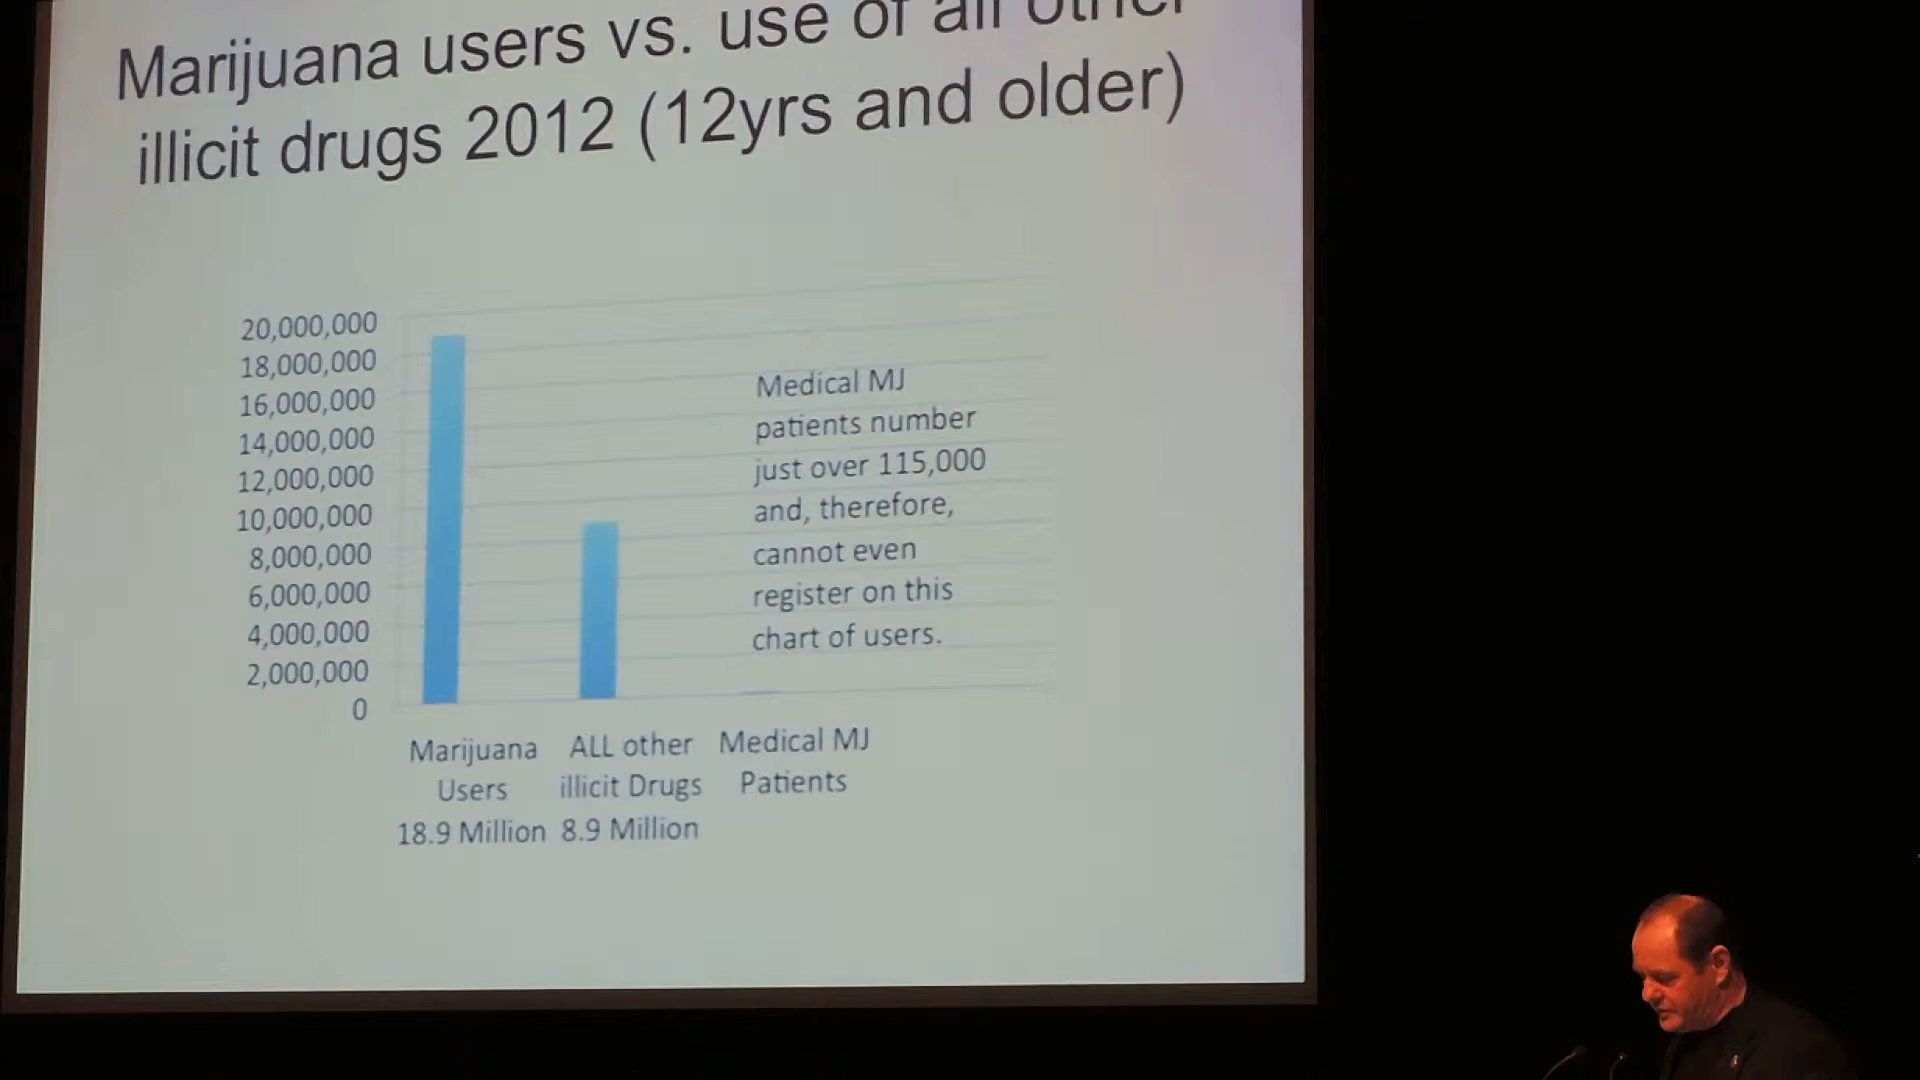 Marijuana users vs. use of all other
illicit drugs 2012 (12yrs and older)
20,000,000
18,000,000
16,000,000
14,000,000
12,000,000
10,000,000
8,000,000
6,000,000
4,000,000
2,000,000
0
Medical MJ
patients number
just over 115,000
and, therefore,
cannot even
register on this
chart of users.
Marijuana
Users
18.9 Million
ALL other
illicit Drugs
8.9 Million
Medical MJ
Patients